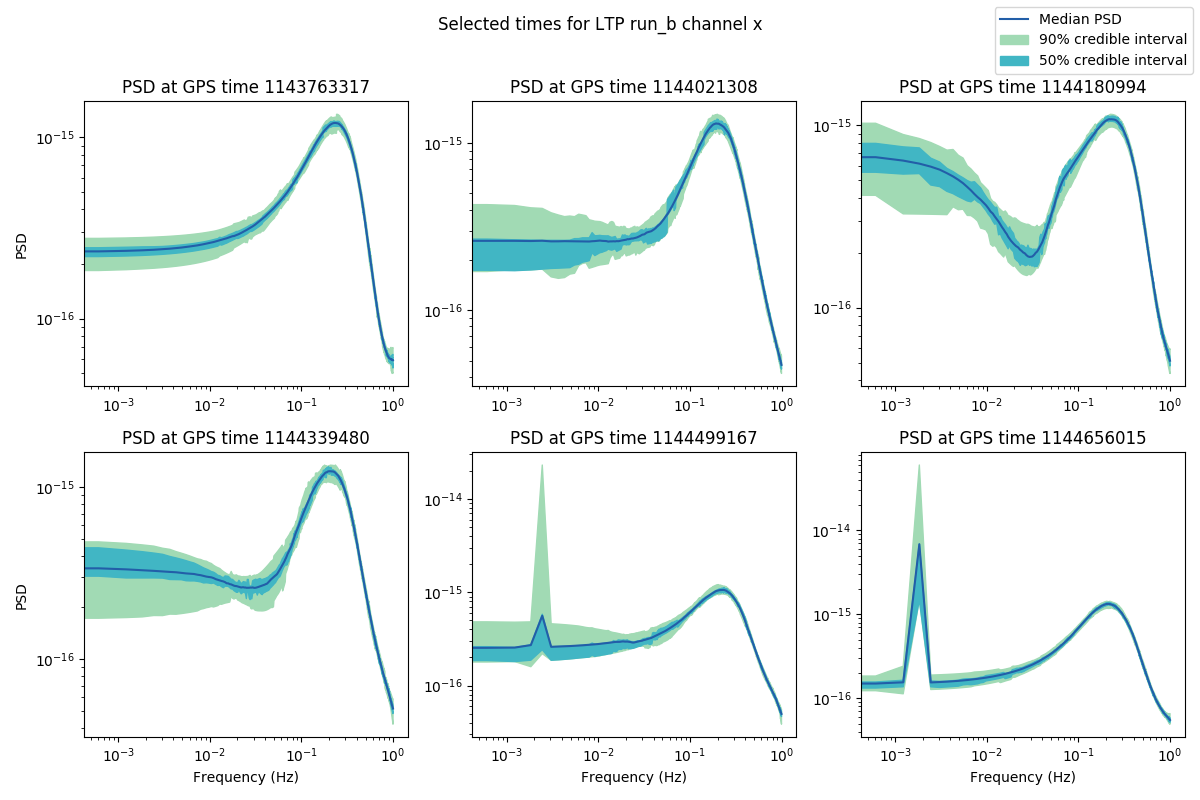 Selected times for LTP run_b channel x
Median PSD
90% credible interval
50% credible interval
PSD at GPS time 1143763317
PSD at GPS time 1144021308
PSD at GPS time 1144180994
PSD
10⁻¹⁵
10⁻¹⁶
10⁻³ 10⁻² 10⁻¹ 10⁰
10⁻¹⁵
10⁻¹⁶
10⁻³ 10⁻² 10⁻¹ 10⁰
10⁻¹⁵
10⁻¹⁶
10⁻³ 10⁻² 10⁻¹ 10⁰
PSD at GPS time 1144339480
PSD at GPS time 1144499167
PSD at GPS time 1144656015
PSD
10⁻¹⁵
10⁻¹⁶
10⁻³ 10⁻² 10⁻¹ 10⁰
Frequency (Hz)
10⁻¹⁴
10⁻¹⁵
10⁻¹⁶
10⁻³ 10⁻² 10⁻¹ 10⁰
Frequency (Hz)
10⁻¹⁴
10⁻¹⁵
10⁻¹⁶
10⁻³ 10⁻² 10⁻¹ 10⁰
Frequency (Hz)